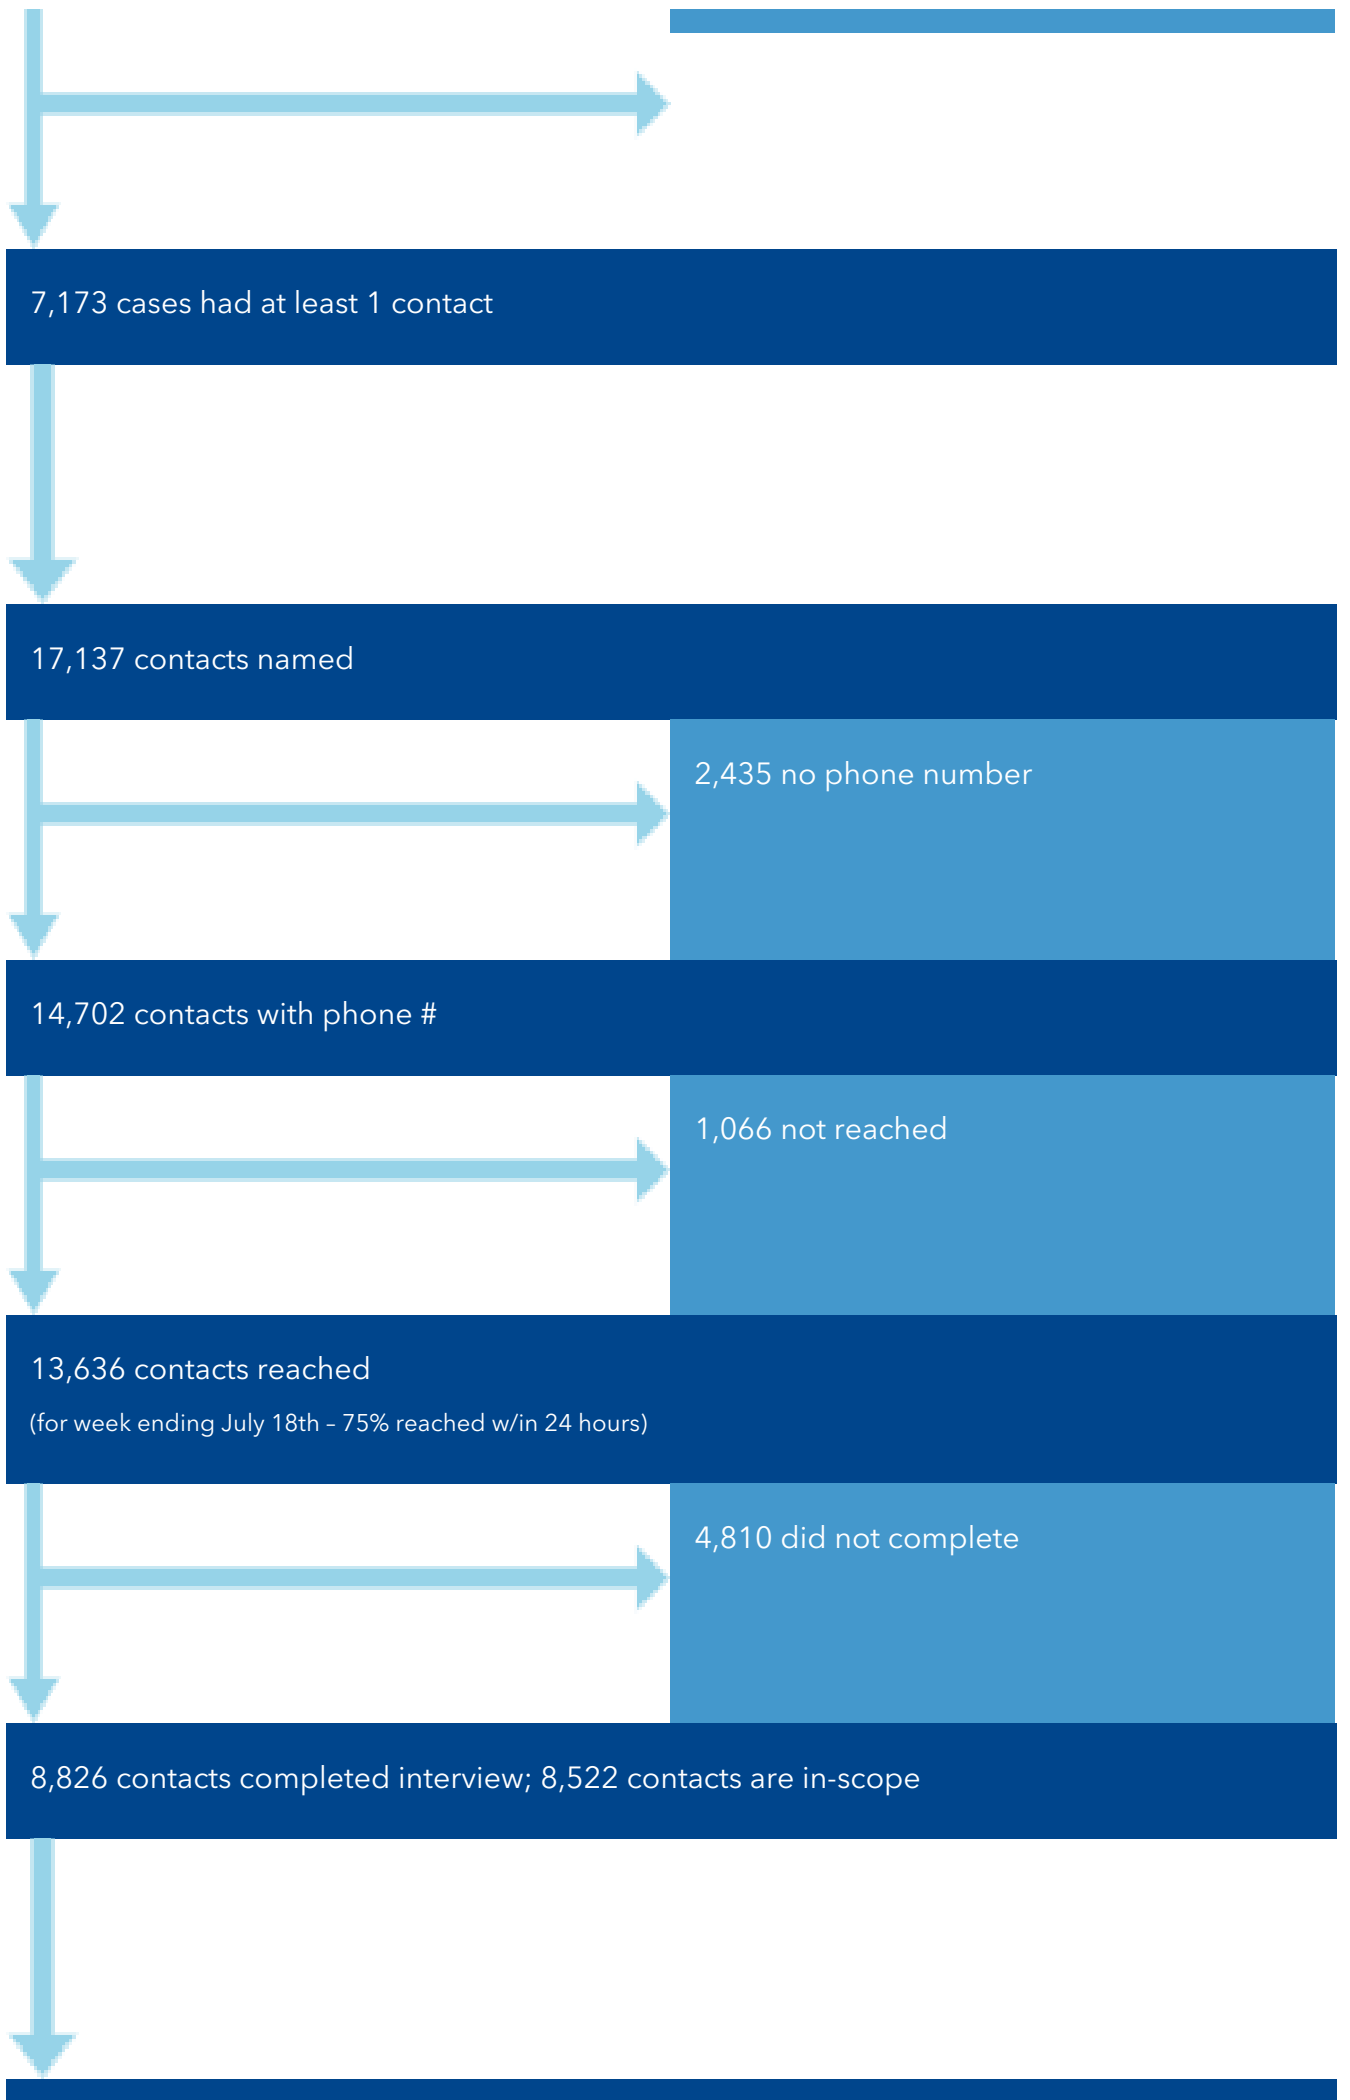 7,173 cases had at least 1 contact
17,137 contacts named
2,435 no phone number
14,702 contacts with phone #
1,066 not reached
13,636 contacts reached
(for week ending July 18th – 75% reached w/in 24 hours)
4,810 did not complete
8,826 contacts completed interview; 8,522 contacts are in-scope